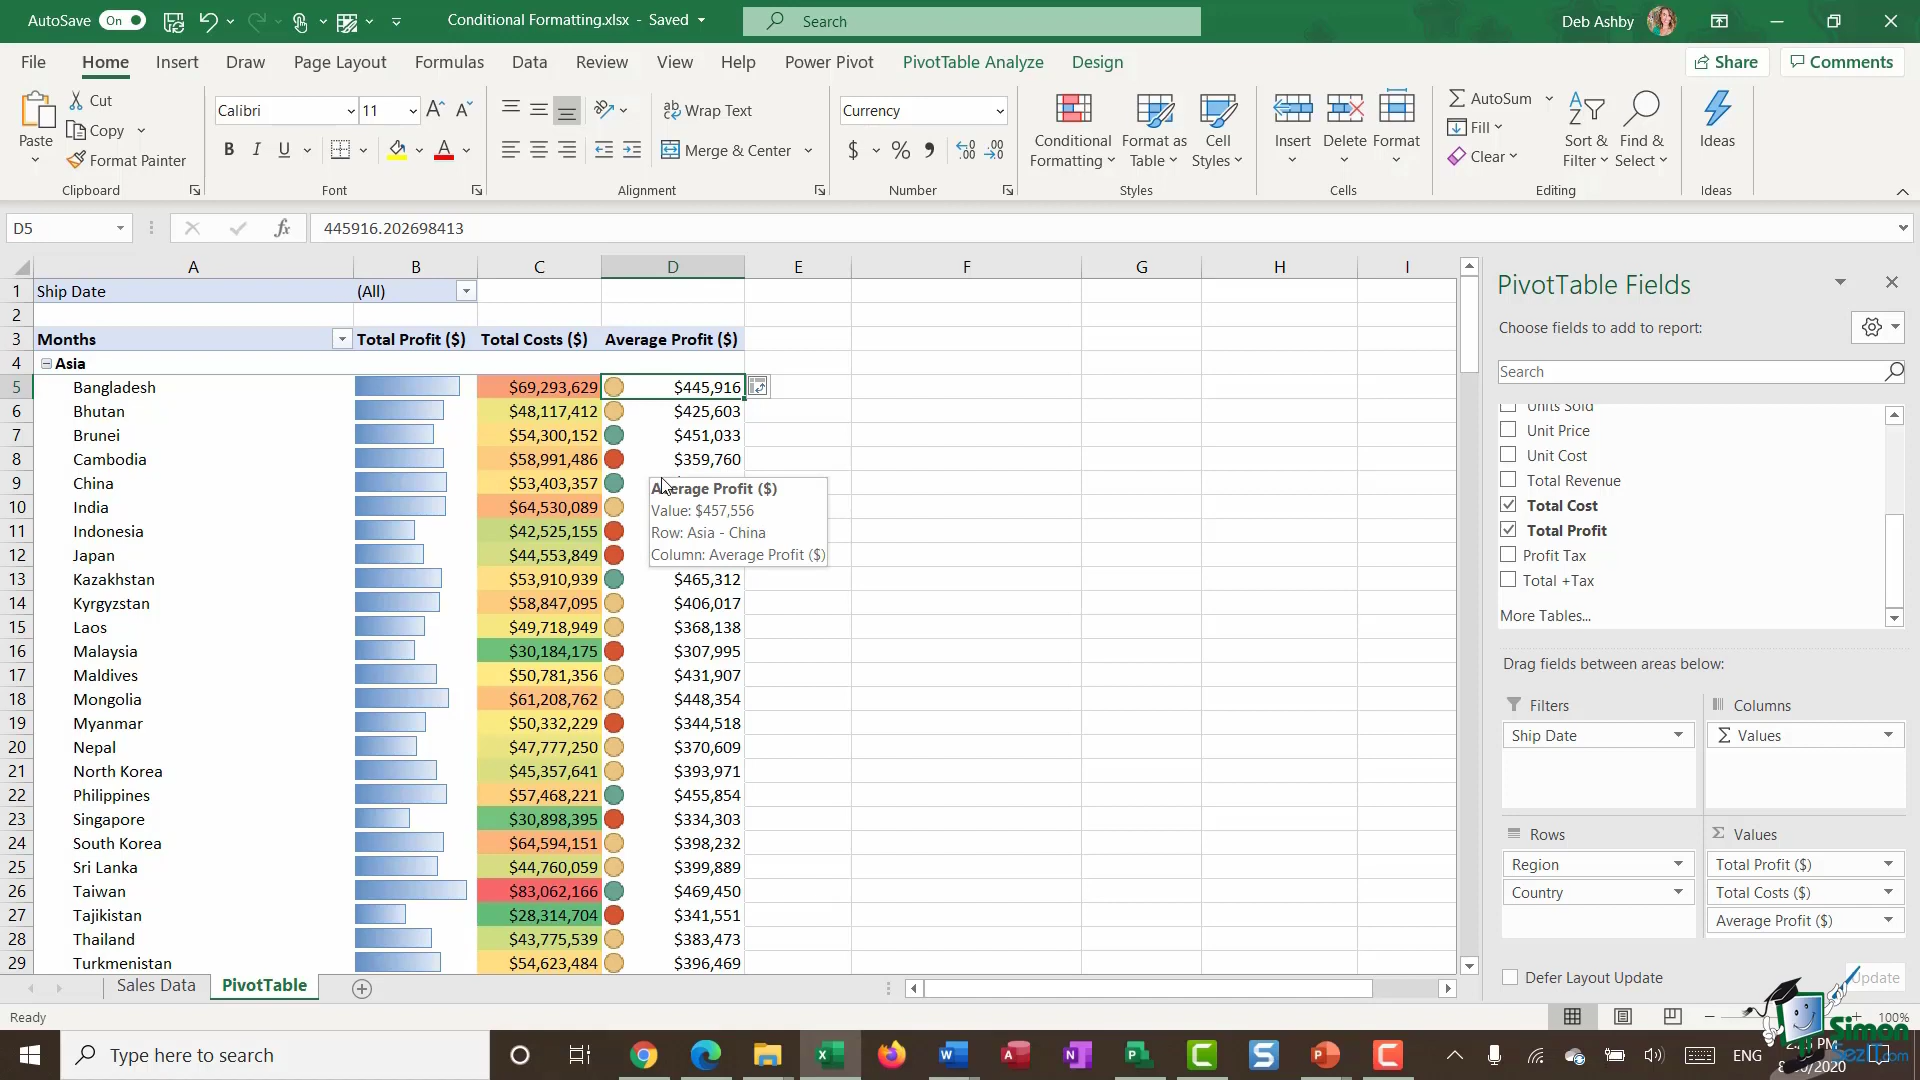 AutoSave On
Conditional Formatting.xlsx - Saved
Search
Deb Ashby
File Home Insert Draw Page Layout Formulas Data Review View Help Power Pivot PivotTable Analyze Design
Share Comments
Paste
Cut
Copy
Format Painter
Clipboard
Calibri 11
B I U
Font
Wrap Text
Merge & Center
Alignment
Currency
$ % 9
Number
Conditional Formatting
Format as Table
Cell Styles
Styles
Insert Delete Format
Cells
AutoSum
Fill
Clear
Sort & Filter
Find & Select
Editing
Ideas
Ideas
D5 fx 445916.202698413
A B C D E F G H I
1 Ship Date (All)
2
3 Months Total Profit ($) Total Costs ($) Average Profit ($)
4 Asia
5 Bangladesh $69,293,629 $445,916
6 Bhutan $48,117,412 $425,603
7 Brunei $54,300,152 $451,033
8 Cambodia $58,991,486 $359,760
9 China $53,403,357
10 India $64,530,089
11 Indonesia $42,525,155
12 Japan $44,553,849
13 Kazakhstan $53,910,939 $465,312
14 Kyrgyzstan $58,847,095 $406,017
15 Laos $49,718,949 $368,138
16 Malaysia $30,184,175 $307,995
17 Maldives $50,781,356 $431,907
18 Mongolia $61,208,762 $448,354
19 Myanmar $50,332,229 $344,518
20 Nepal $47,777,250 $370,609
21 North Korea $45,357,641 $393,971
22 Philippines $57,468,221 $455,854
23 Singapore $30,898,395 $334,303
24 South Korea $64,594,151 $398,232
25 Sri Lanka $44,760,059 $399,889
26 Taiwan $83,062,166 $469,450
27 Tajikistan $28,314,704 $341,551
28 Thailand $43,775,539 $383,473
29 Turkmenistan $54,623,484 $396,469
Average Profit ($)
Value: $457,556
Row: Asia - China
Column: Average Profit ($)
PivotTable Fields
Choose fields to add to report:
Search
Units Sold
Unit Price
Unit Cost
Total Revenue
Total Cost
Total Profit
Profit Tax
Total +Tax
More Tables...
Drag fields between areas below:
Filters
Ship Date
Columns
Σ Values
Rows
Region
Country
Σ Values
Total Profit ($)
Total Costs ($)
Average Profit ($)
Defer Layout Update
Sales Data PivotTable
Ready
100%
Type here to search
ENG
Simon
SezIT.com